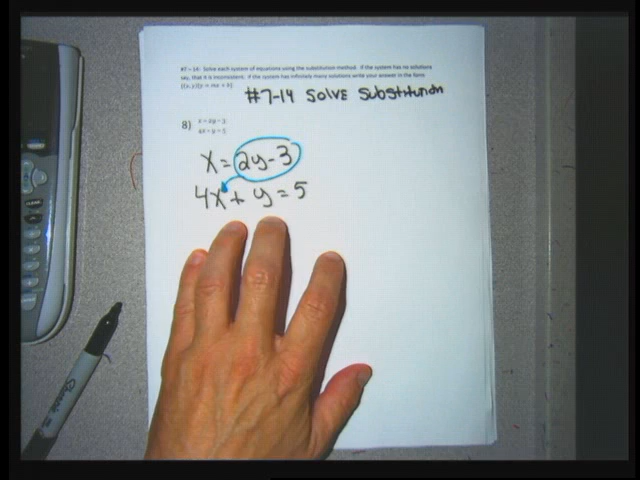 #7 – 14: Solve each system of equations using the substitution method. If the system has no solutions
say, that it is inconsistent. If the system has infinitely many solutions write your answer in the form
{(x,y)|y = mx + b}.
#7-14 SOLVE Substitution
8) x = 2y – 3
4x + y = 5
x = 2y - 3
4x + y = 5
Sharpie